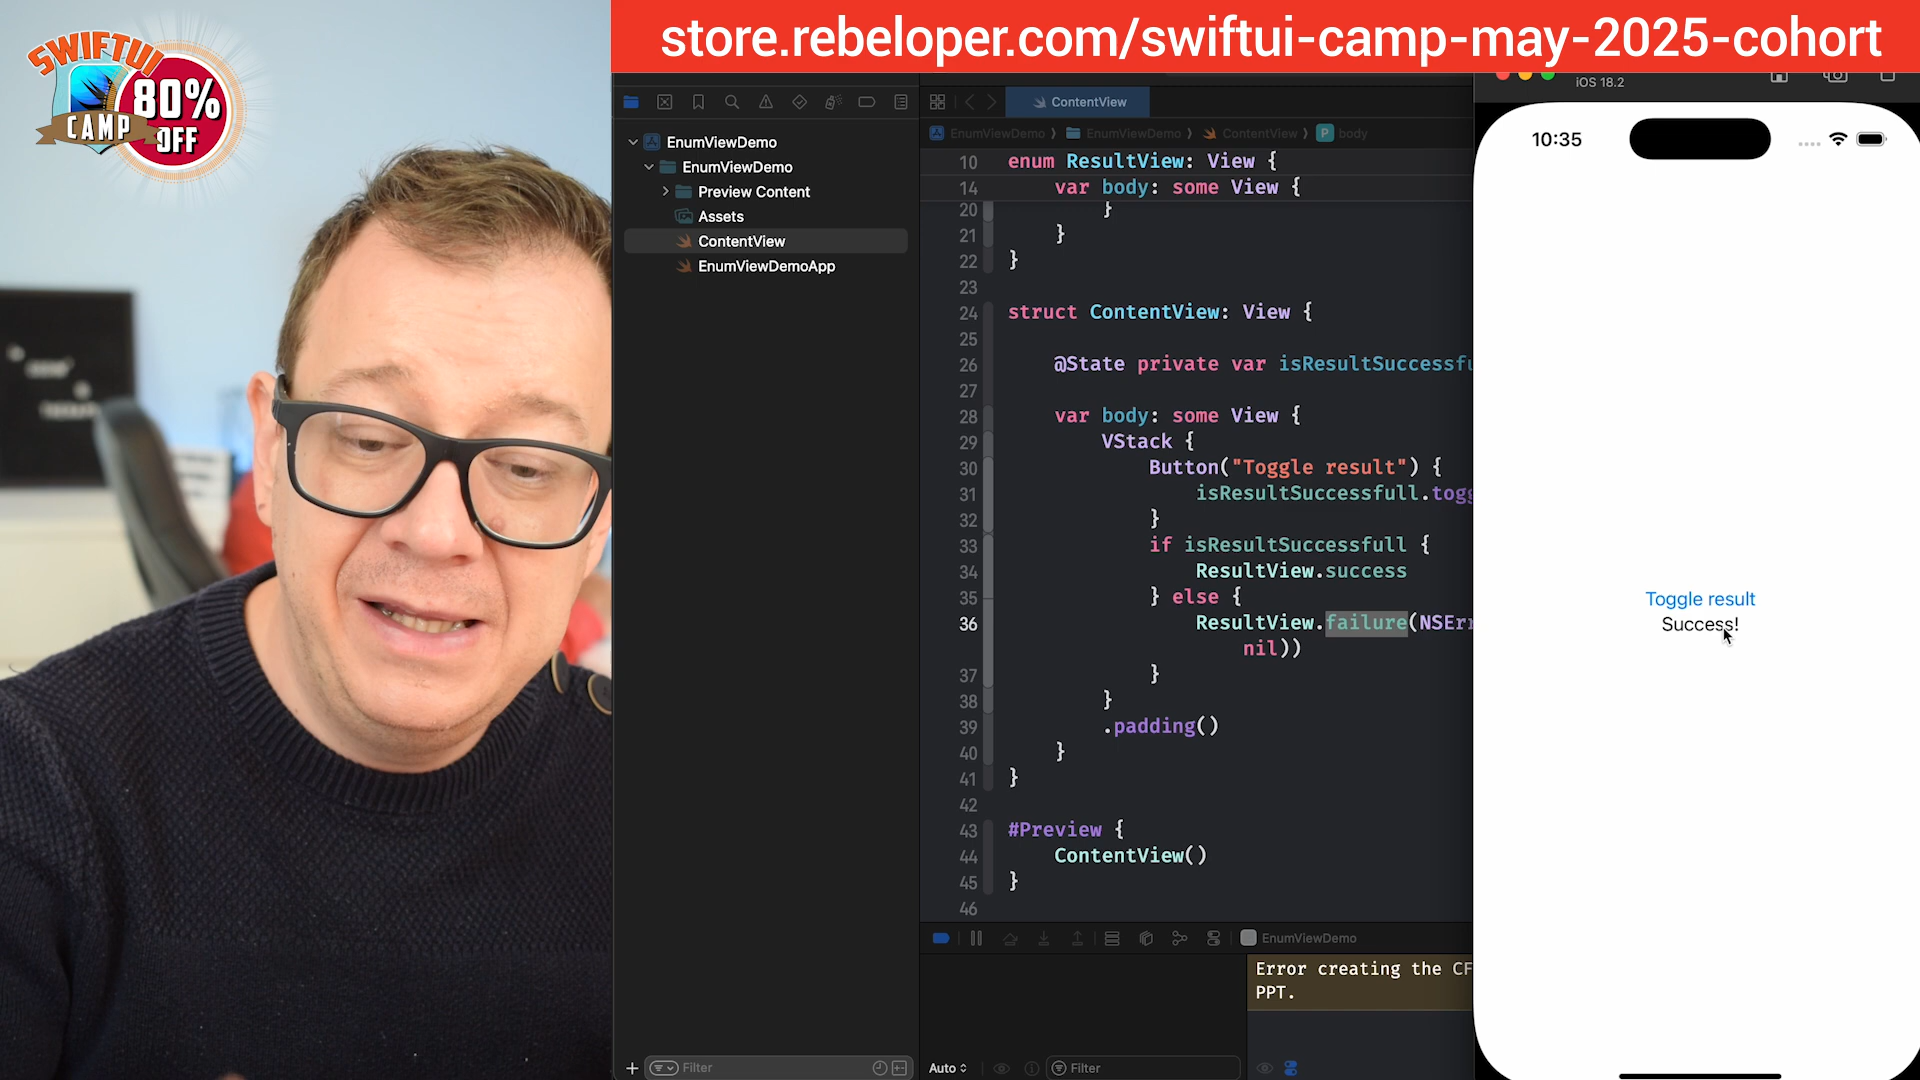 store.rebeloper.com/swiftui-camp-may-2025-cohort
SWIFTUI
CAMP
80%
OFF
iOS 18.2
10:35
Toggle result
Success!
EnumViewDemo
EnumViewDemo
Preview Content
Assets
ContentView
EnumViewDemoApp
Filter
ContentView
EnumViewDemo
EnumViewDemo
ContentView
P
body
10 enum ResultView: View {
14 var body: some View {
20 }
21 }
22 }
23
24 struct ContentView: View {
25
26 @State private var isResultSuccessfu
27
28 var body: some View {
29 VStack {
30 Button("Toggle result") {
31 isResultSuccessfull.togg
32 }
33 if isResultSuccessfull {
34 ResultView.success
35 } else {
36 ResultView.failure(NSErr
nil))
37 }
38 }
39 .padding()
40 }
41 }
42
43 #Preview {
44 ContentView()
45 }
46
EnumViewDemo
Error creating the CF
PPT.
Auto
Filter